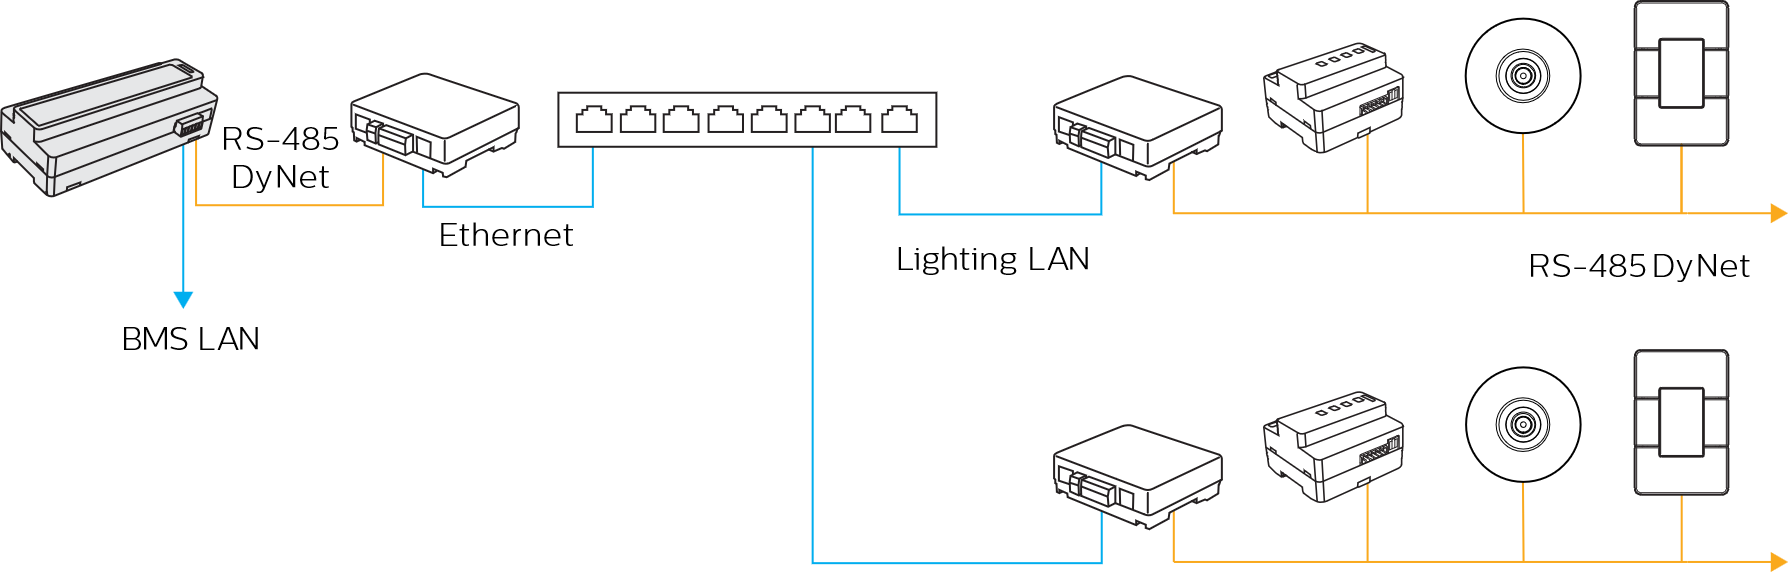 RS-485
DyNet
Ethernet
BMS LAN
Lighting LAN
RS-485 DyNet